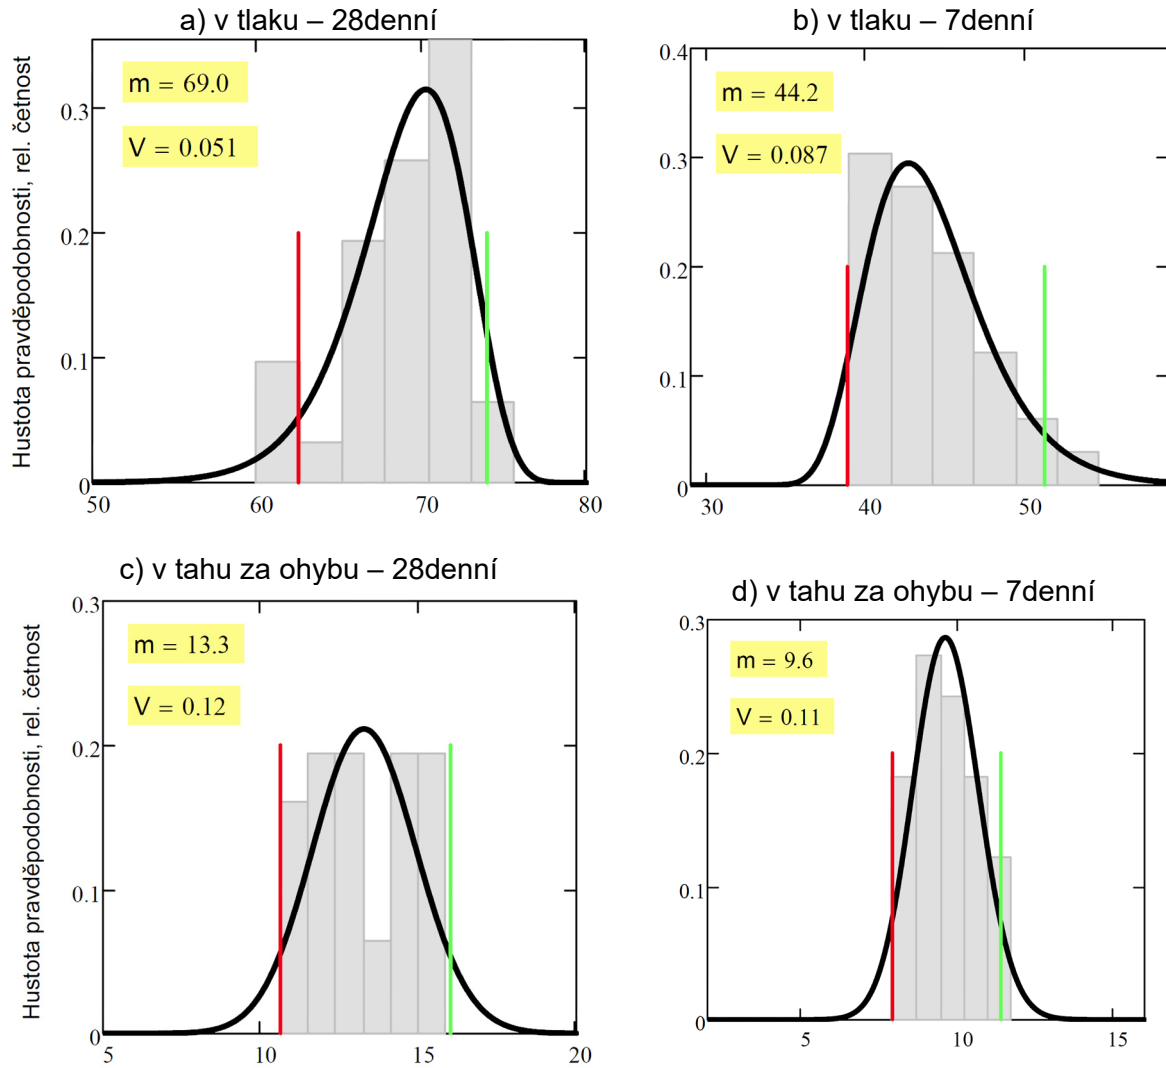 a) v tlaku – 28denní
Hustota pravděpodobnosti, rel. četnost
m = 69.0
V = 0.051
0.3
0.2
0.1
0
50
60
70
80
b) v tlaku – 7denní
m = 44.2
V = 0.087
0.4
0.3
0.2
0.1
0
30
40
50
c) v tahu za ohybu – 28denní
Hustota pravděpodobnosti, rel. četnost
m = 13.3
V = 0.12
0.3
0.2
0.1
0
5
10
15
20
d) v tahu za ohybu – 7denní
m = 9.6
V = 0.11
0.3
0.2
0.1
0
5
10
15